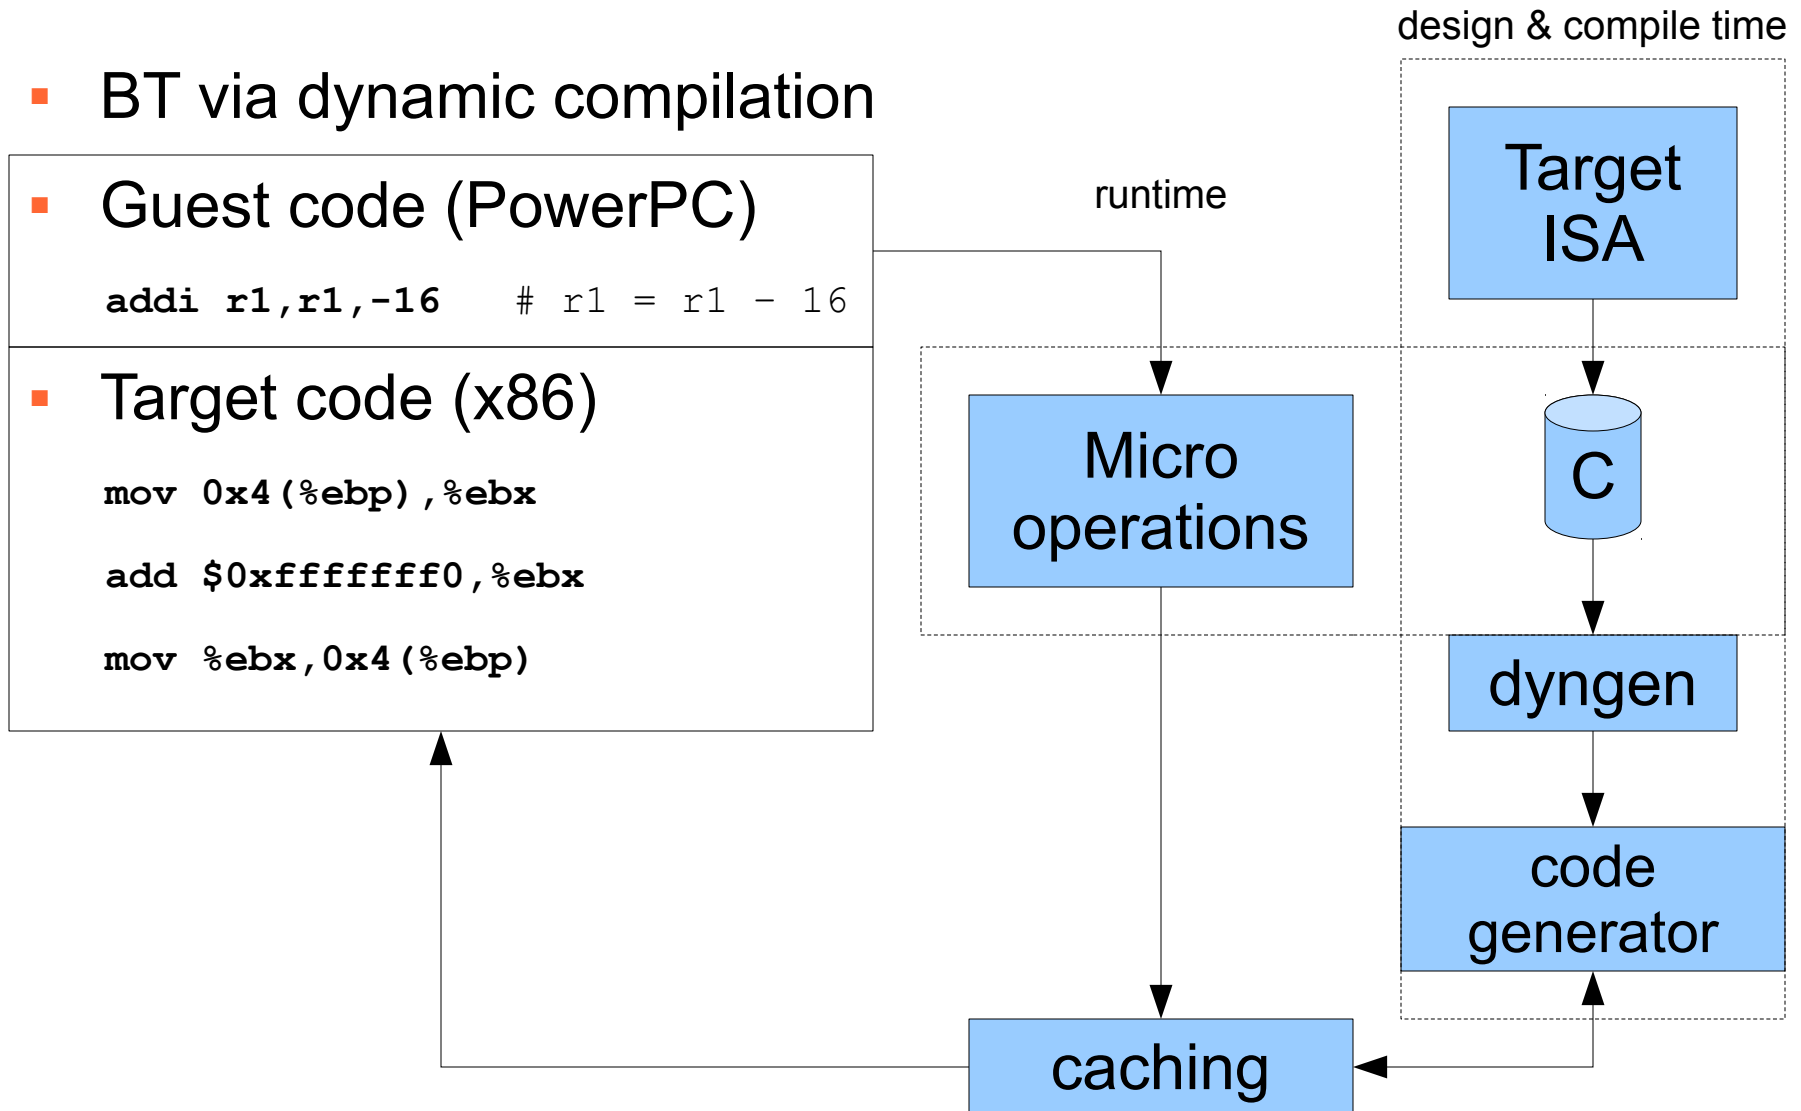 design & compile time
▪ BT via dynamic compilation
▪ Guest code (PowerPC)
addi r1,r1,-16 # r1 = r1 - 16
▪ Target code (x86)
mov 0x4(%ebp),%ebx
add $0xfffffff0,%ebx
mov %ebx,0x4(%ebp)
runtime
Micro
operations
caching
Target
ISA
C
dyngen
code
generator